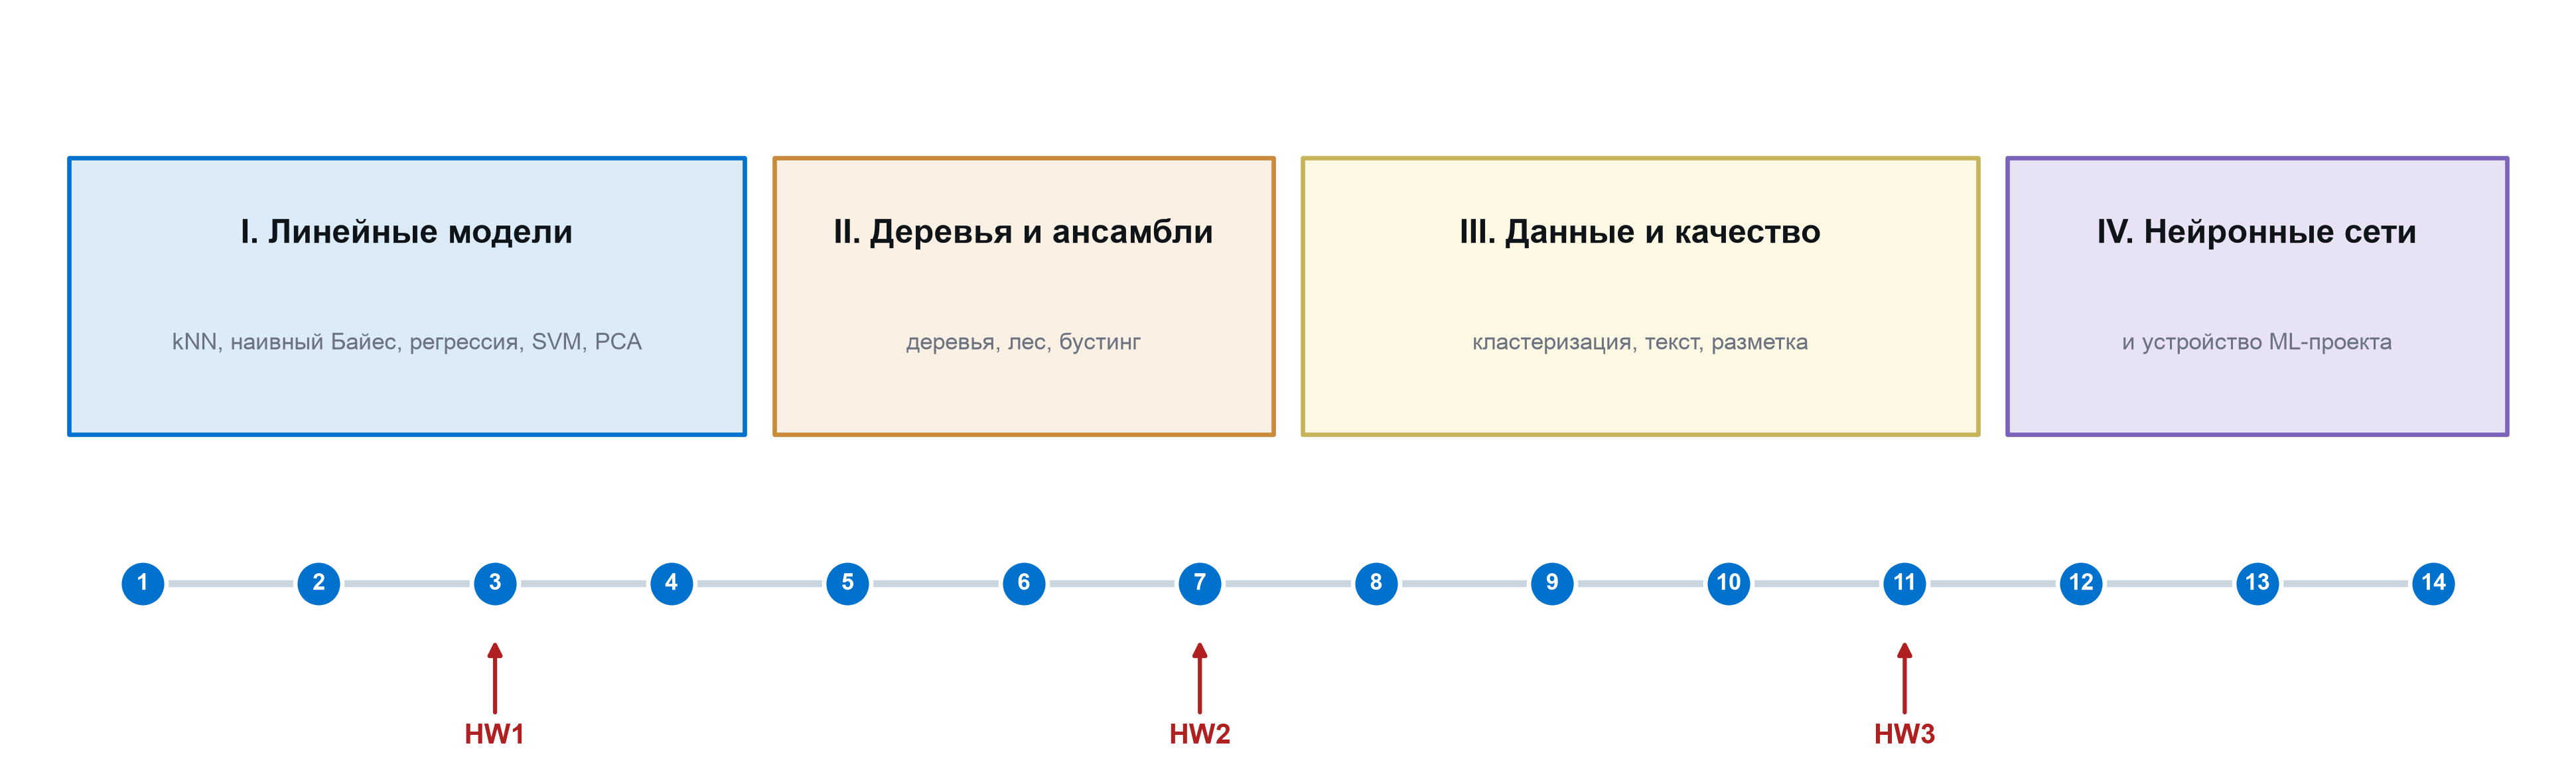 I. Линейные модели
kNN, наивный Байес, регрессия, SVM, PCA
II. Деревья и ансамбли
деревья, лес, бустинг
III. Данные и качество
кластеризация, текст, разметка
IV. Нейронные сети
и устройство ML-проекта
1 2 3 4 5 6 7 8 9 10 11 12 13 14
HW1 HW2 HW3